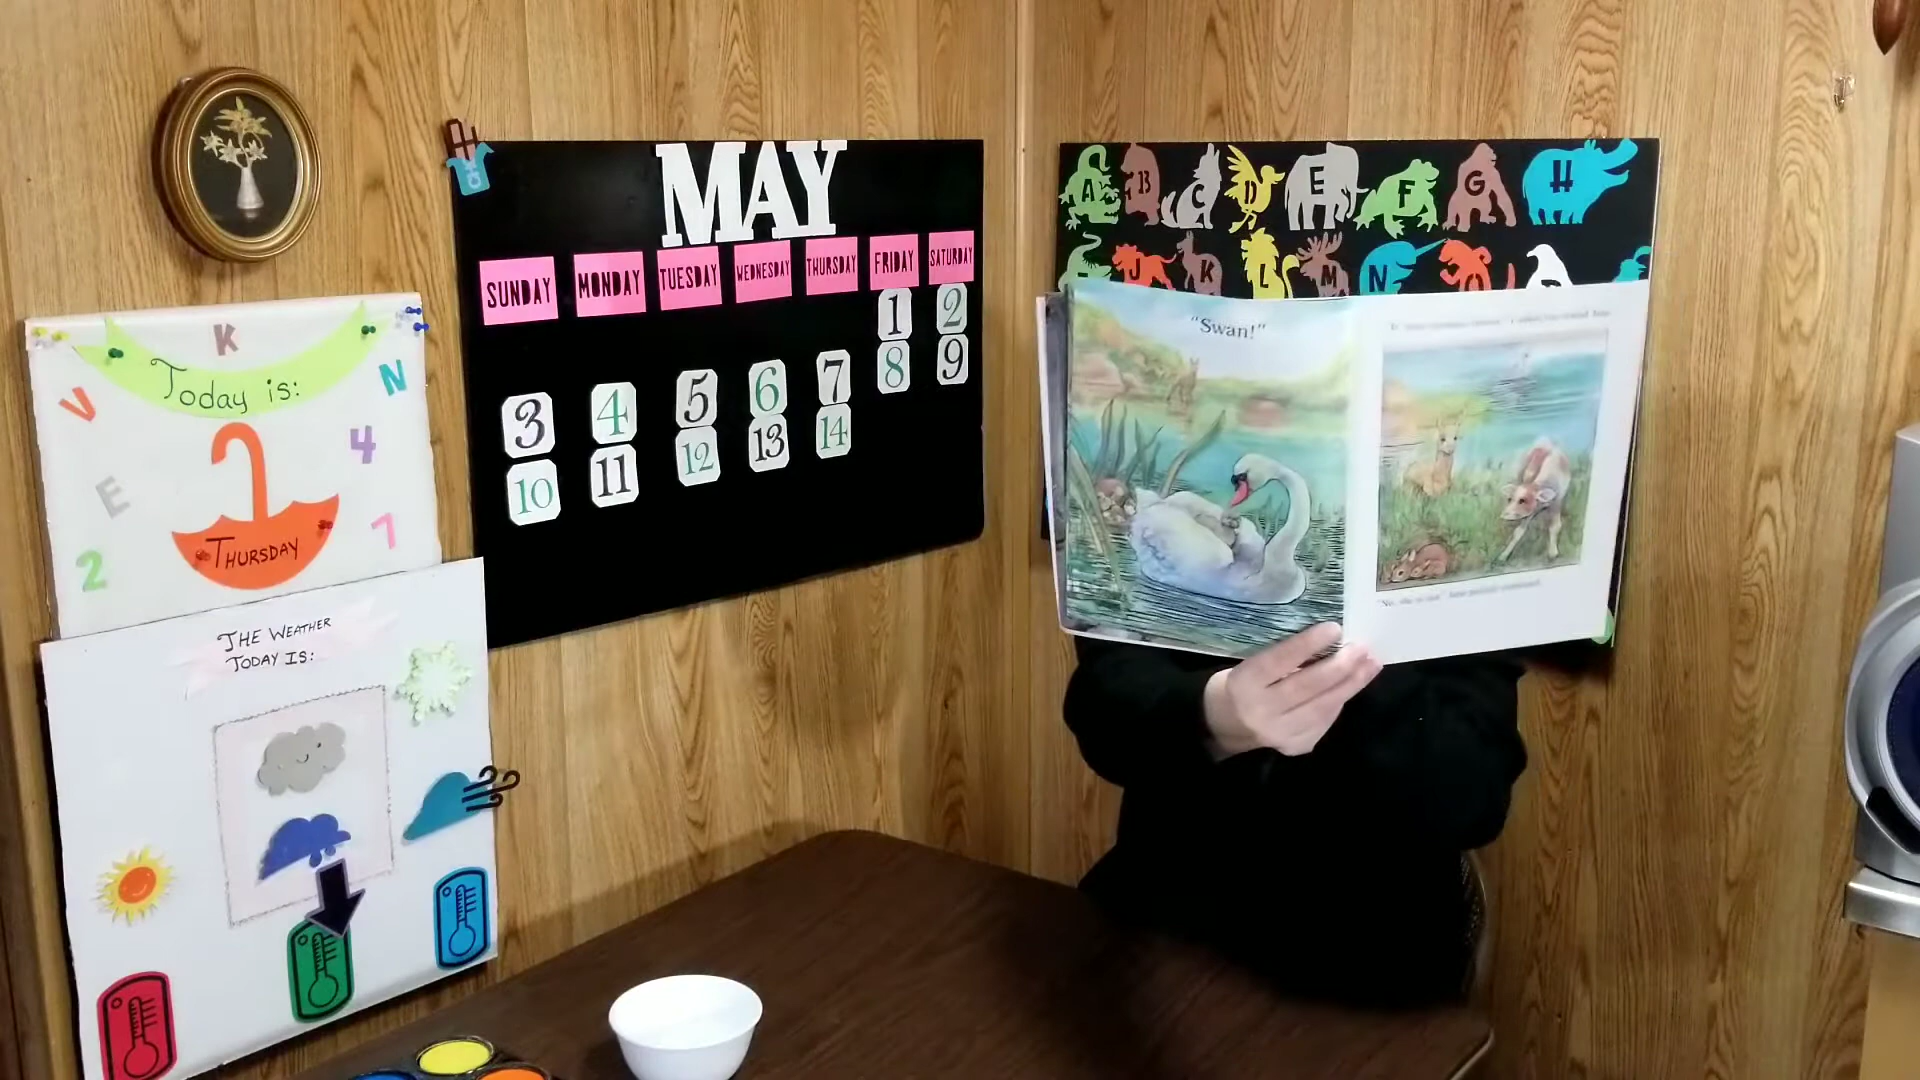 MAY
SUNDAY MONDAY TUESDAY WEDNESDAY THURSDAY FRIDAY SATURDAY
1 2
3 4 5 6 7 8 9
10 11 12 13 14
K
V N
Today is:
4
E
THURSDAY
7
2
THE WEATHER
TODAY IS:
A B C D E F G H
J K L M N
"Swan!"